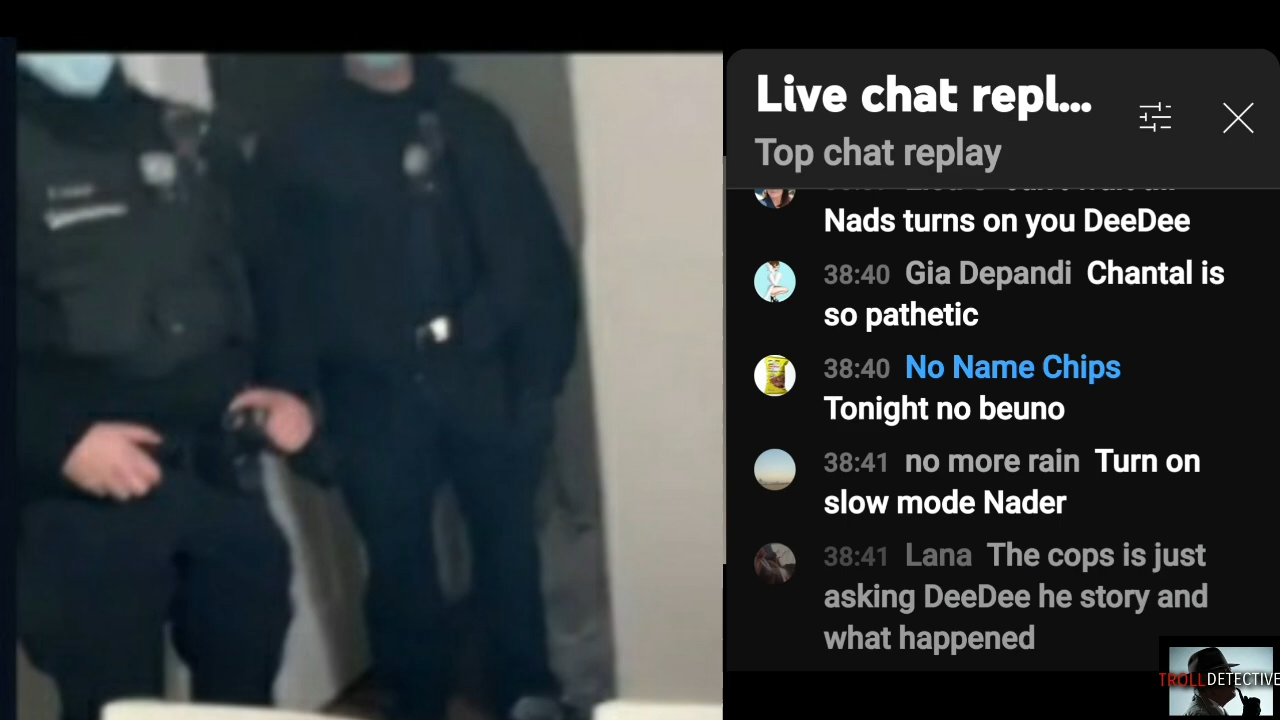 Live chat repl...
Top chat replay
Nads turns on you DeeDee
38:40 Gia Depandi Chantal is
so pathetic
38:40 No Name Chips
Tonight no beuno
38:41 no more rain Turn on
slow mode Nader
38:41 Lana The cops is just
asking DeeDee he story and
what happened
TROLLDETECTIVE